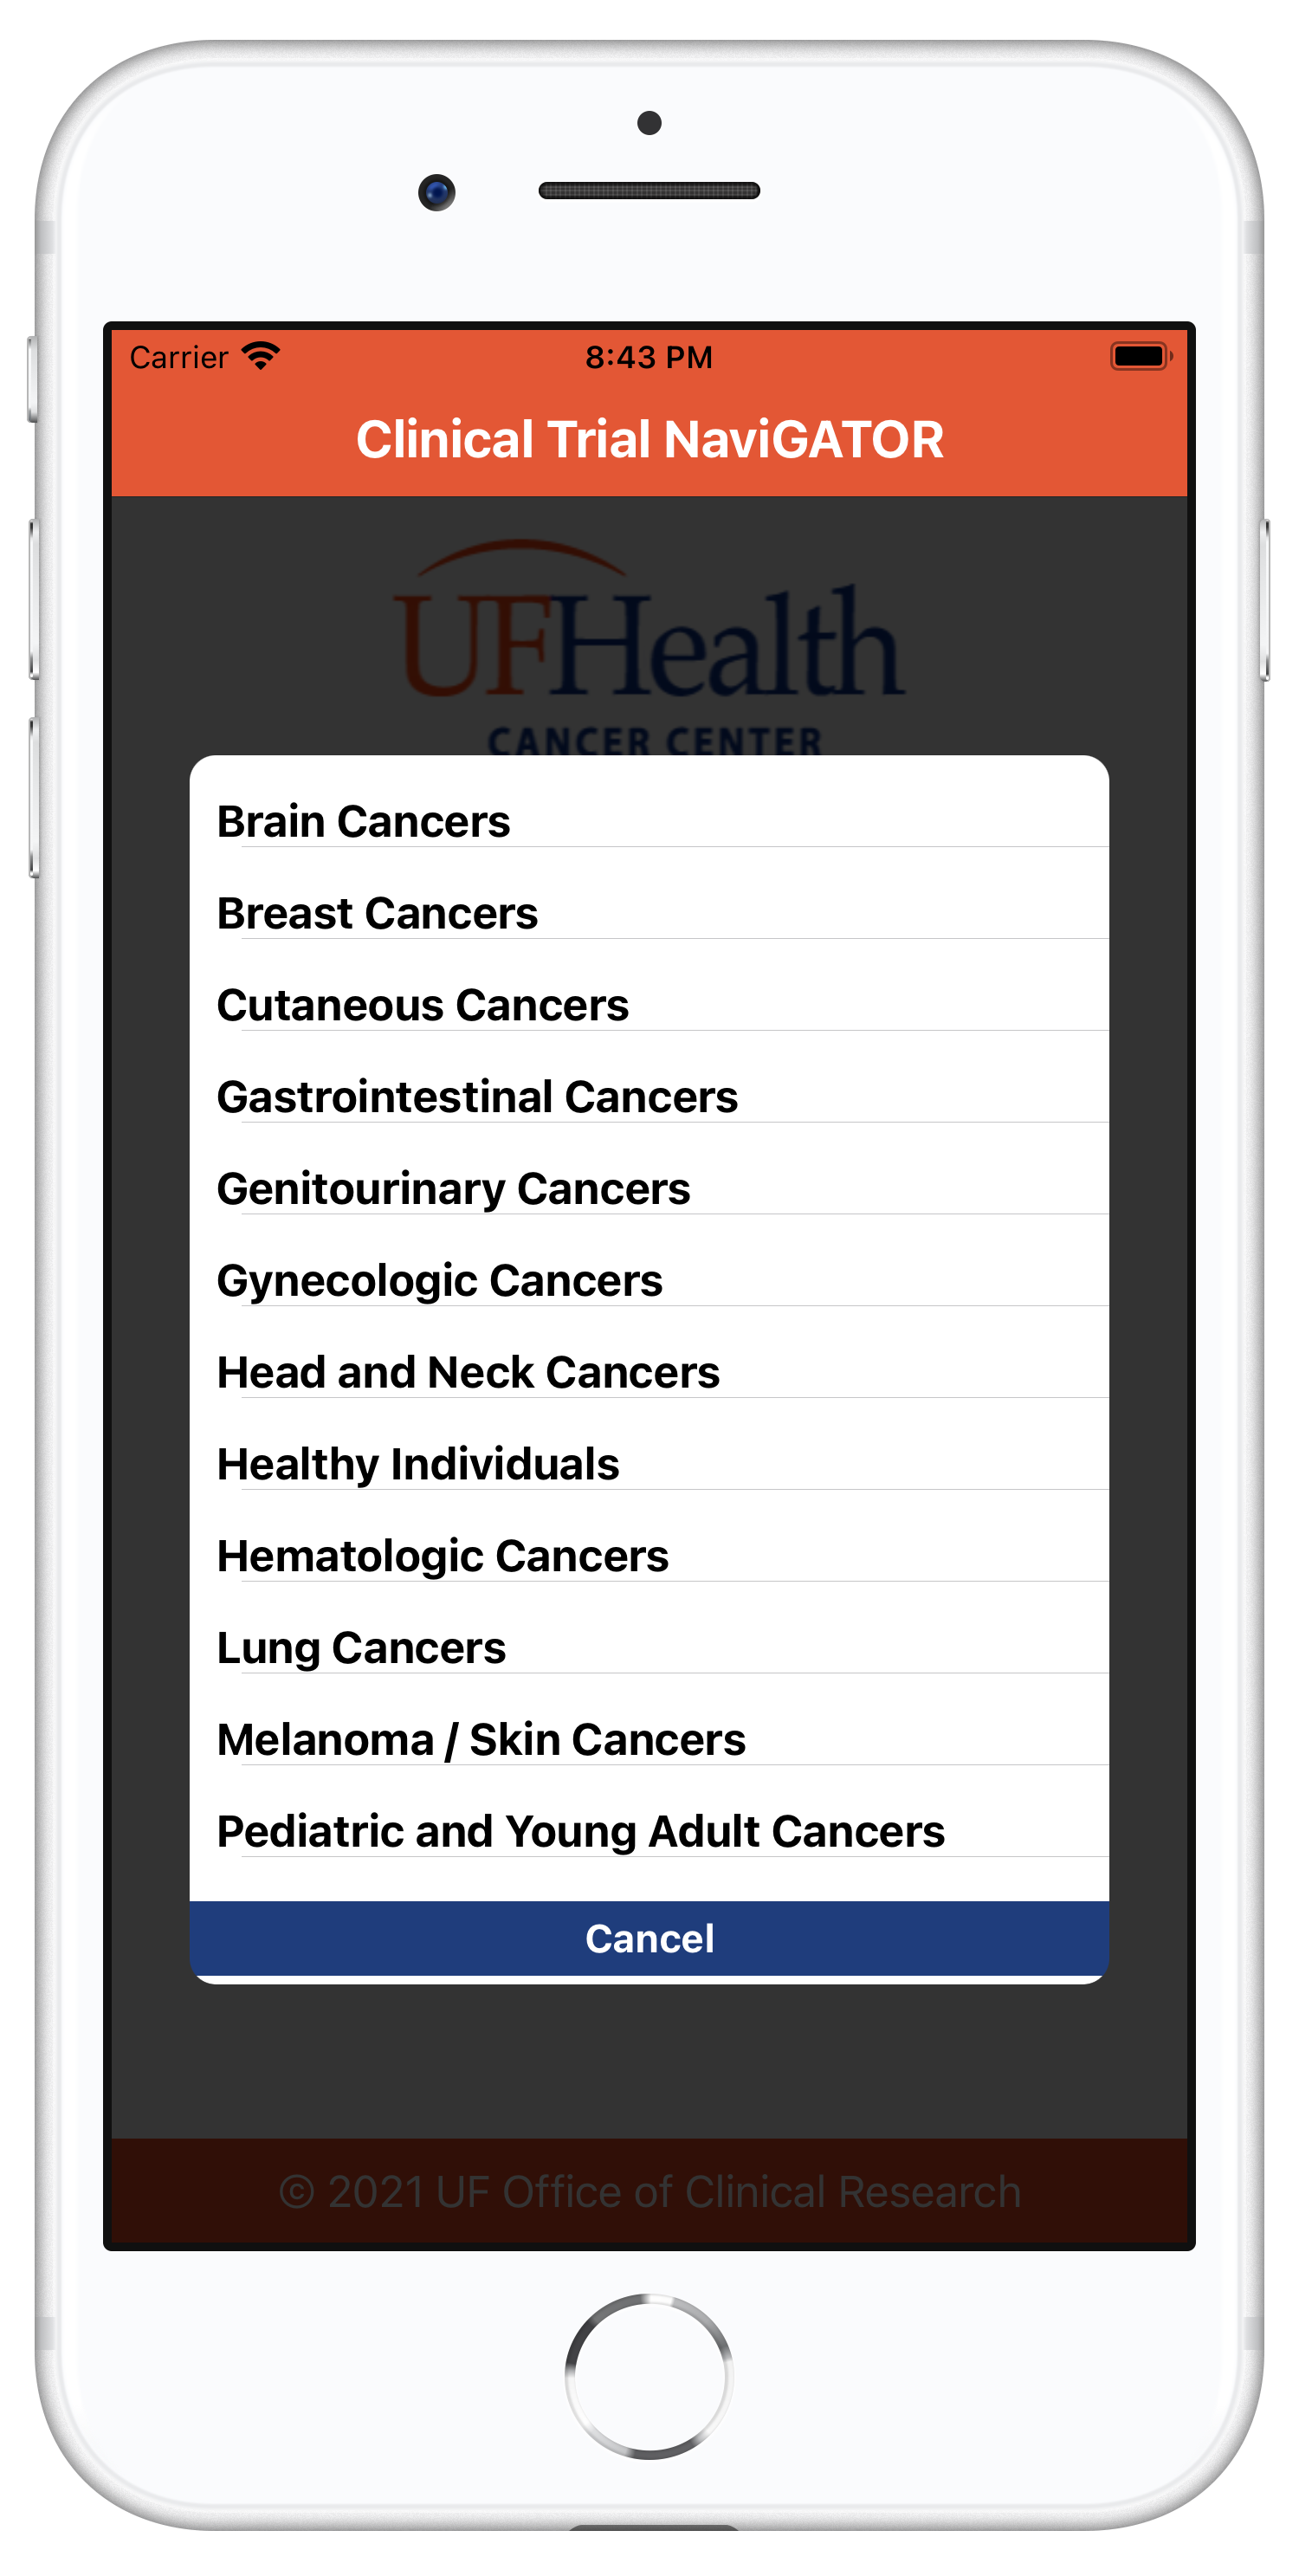 Carrier 8:43 PM
Clinical Trial NaviGATOR
UFHealth
CANCER CENTER
Brain Cancers
Breast Cancers
Cutaneous Cancers
Gastrointestinal Cancers
Genitourinary Cancers
Gynecologic Cancers
Head and Neck Cancers
Healthy Individuals
Hematologic Cancers
Lung Cancers
Melanoma / Skin Cancers
Pediatric and Young Adult Cancers
Cancel
© 2021 UF Office of Clinical Research